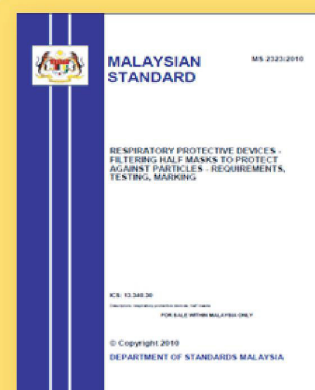 MALAYSIAN
STANDARD
MS 2323:2010
RESPIRATORY PROTECTIVE DEVICES -
FILTERING HALF MASKS TO PROTECT
AGAINST PARTICLES - REQUIREMENTS,
TESTING, MARKING
ICS: 13.340.30
FOR SALE WITHIN MALAYSIA ONLY
© Copyright 2010
DEPARTMENT OF STANDARDS MALAYSIA